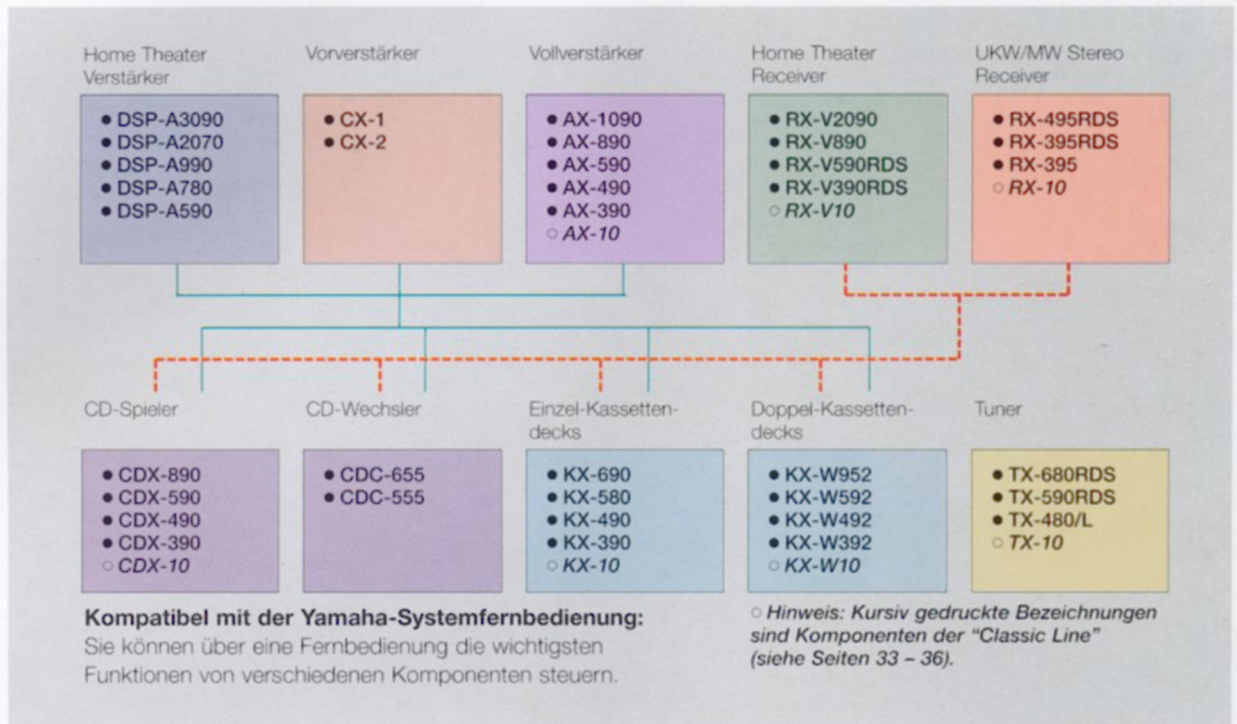 Home Theater
Verstärker
● DSP-A3090
● DSP-A2070
● DSP-A990
● DSP-A780
● DSP-A590
Vorverstärker
● CX-1
● CX-2
Vollverstärker
● AX-1090
● AX-890
● AX-590
● AX-490
● AX-390
○ AX-10
Home Theater
Receiver
● RX-V2090
● RX-V890
● RX-V590RDS
● RX-V390RDS
○ RX-V10
UKW/MW Stereo
Receiver
● RX-495RDS
● RX-395RDS
● RX-395
○ RX-10
CD-Spieler
● CDX-890
● CDX-590
● CDX-490
● CDX-390
○ CDX-10
CD-Wechsler
● CDC-655
● CDC-555
Einzel-Kassetten-
decks
● KX-690
● KX-580
● KX-490
● KX-390
○ KX-10
Doppel-Kassetten-
decks
● KX-W952
● KX-W592
● KX-W492
● KX-W392
○ KX-W10
Tuner
● TX-680RDS
● TX-590RDS
● TX-480/L
○ TX-10
Kompatibel mit der Yamaha-Systemfernbedienung:
Sie können über eine Fernbedienung die wichtigsten
Funktionen von verschiedenen Komponenten steuern.
○ Hinweis: Kursiv gedruckte Bezeichnungen
sind Komponenten der “Classic Line”
(siehe Seiten 33 – 36).